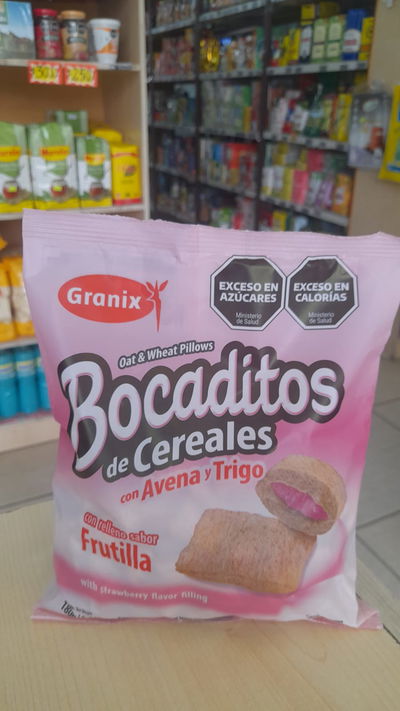 Granix
EXCESO EN
AZÚCARES
Ministerio
de Salud
EXCESO EN
CALORÍAS
Ministerio
de Salud
Oat & Wheat Pillows
Bocaditos
de Cereales
con Avena y Trigo
con relleno sabor
Frutilla
with strawberry flavor filling